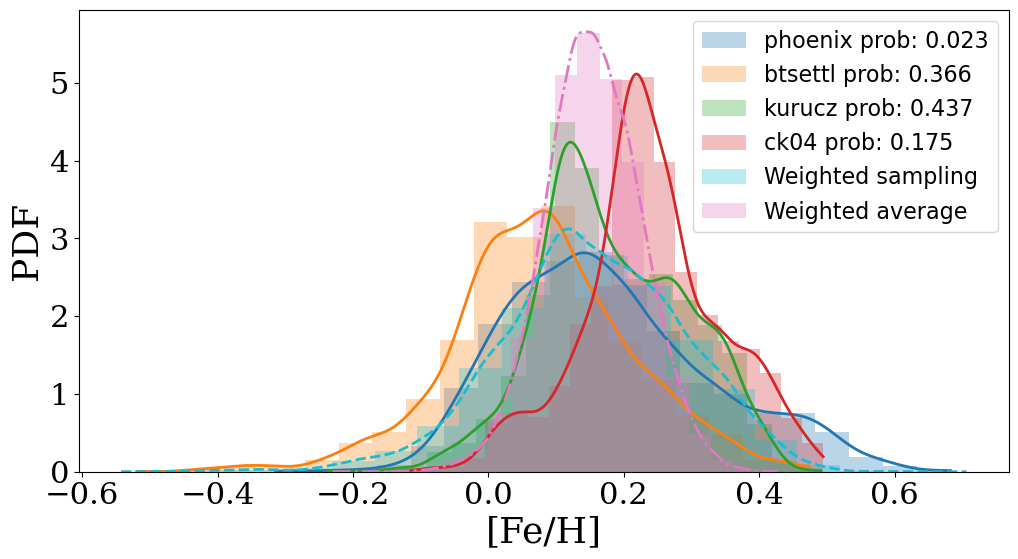 phoenix prob: 0.023
btsettl prob: 0.366
kurucz prob: 0.437
ck04 prob: 0.175
Weighted sampling
Weighted average
PDF
5
4
3
2
1
0
−0.6 −0.4 −0.2 0.0 0.2 0.4 0.6
[Fe/H]